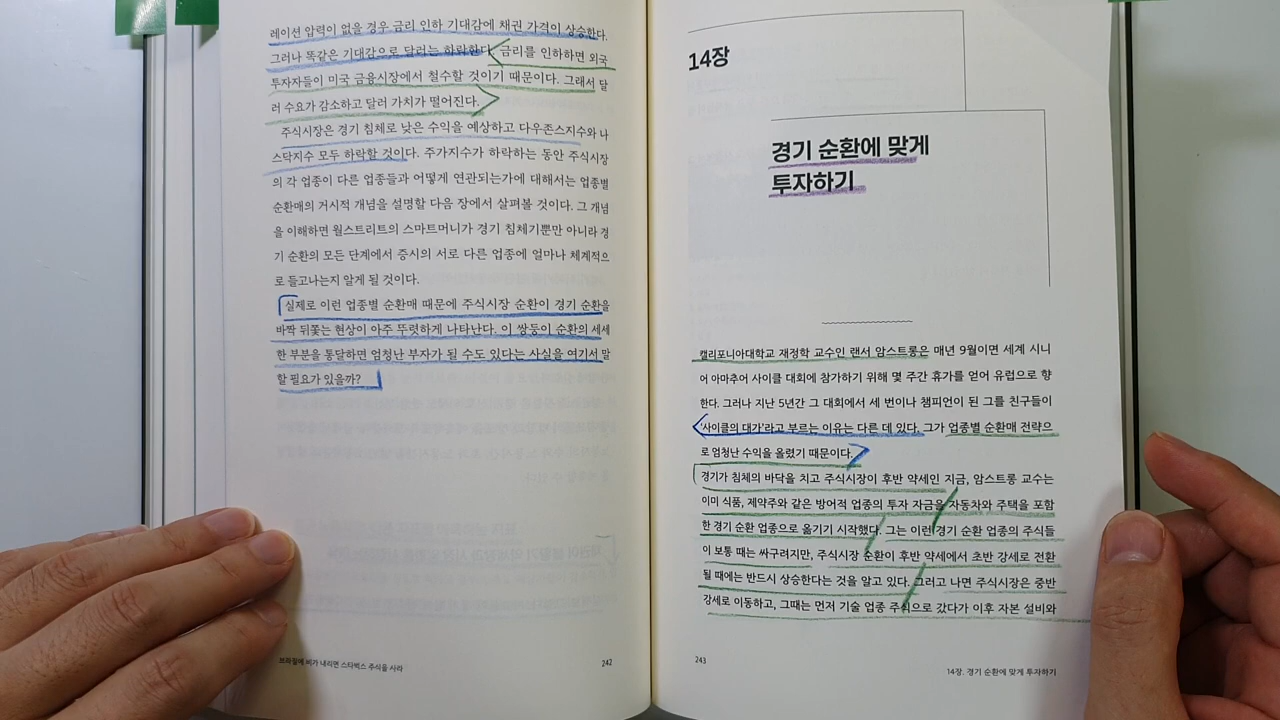 레이션 압력이 없을 경우 금리 인하 기대감에 채권 가격이 상승한다.
그러나 똑같은 기대감으로 달러는 하락한다. 금리를 인하하면 외국
투자자들이 미국 금융시장에서 철수할 것이기 때문이다. 그래서 달
러 수요가 감소하고 달러 가치가 떨어진다.
주식시장은 경기 침체로 낮은 수익을 예상하고 다우존스지수와 나
스닥지수 모두 하락할 것이다. 주가지수가 하락하는 동안 주식시장
의 각 업종이 다른 업종들과 어떻게 연관되는가에 대해서는 업종별
순환매의 거시적 개념을 설명할 다음 장에서 살펴볼 것이다. 그 개념
을 이해하면 월스트리트의 스마트머니가 경기 침체기뿐만 아니라 경
기 순환의 모든 단계에서 증시의 서로 다른 업종에 얼마나 체계적으
로 들고나는지 알게 될 것이다.
실제로 이런 업종별 순환매 때문에 주식시장 순환이 경기 순환을
바짝 뒤쫓는 현상이 아주 뚜렷하게 나타난다. 이 쌍둥이 순환의 세세
한 부분을 통달하면 엄청난 부자가 될 수도 있다는 사실을 여기서 말
할 필요가 있을까?
브라질에 비가 내리면 스타벅스 주식을 사라
242
14장
경기 순환에 맞게
투자하기
캘리포니아대학교 재정학 교수인 랜서 암스트롱은 매년 9월이면 세계 시니
어 아마추어 사이클 대회에 참가하기 위해 몇 주간 휴가를 얻어 유럽으로 향
한다. 그러나 지난 5년간 그 대회에서 세 번이나 챔피언이 된 그를 친구들이
'사이클의 대가'라고 부르는 이유는 다른 데 있다. 그가 업종별 순환매 전략으
로 엄청난 수익을 올렸기 때문이다.
경기가 침체의 바닥을 치고 주식시장이 후반 약세인 지금, 암스트롱 교수는
이미 식품, 제약주와 같은 방어적 업종의 투자 자금을 자동차와 주택을 포함
한 경기 순환 업종으로 옮기기 시작했다. 그는 이런 경기 순환 업종의 주식들
이 보통 때는 싸구려지만, 주식시장 순환이 후반 약세에서 초반 강세로 전환
될 때에는 반드시 상승한다는 것을 알고 있다. 그러고 나면 주식시장은 중반
강세로 이동하고, 그때는 먼저 기술 업종 주식으로 갔다가 이후 자본 설비와
243
14장. 경기 순환에 맞게 투자하기